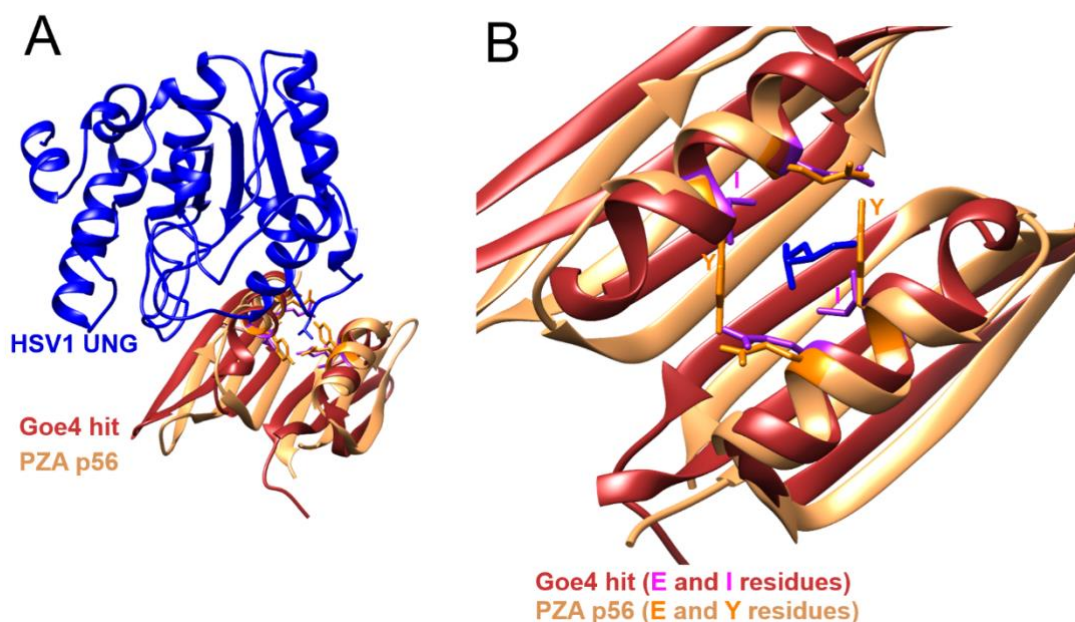 A
B
HSV1 UNG
Goe4 hit
PZA p56
I
Y
Y
I
Goe4 hit (E and I residues)
PZA p56 (E and Y residues)